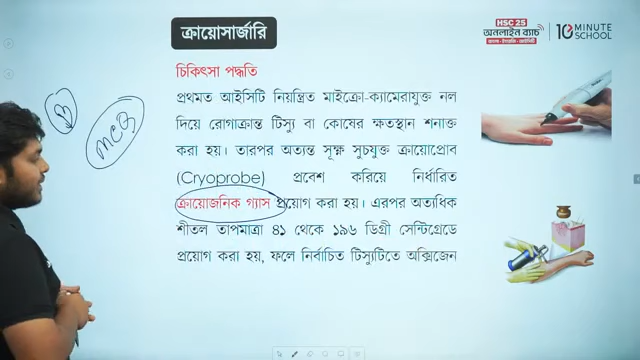 ক্রায়োসার্জারি
HSC 25
অনলাইন ব্যাচ
বাংলা · ইংরেজি · আইসিটি
10 MINUTE
SCHOOL
চিকিৎসা পদ্ধতি
প্রথমত আইসিটি নিয়ন্ত্রিত মাইক্রো-ক্যামেরাযুক্ত নল
দিয়ে রোগাক্রান্ত টিস্যু বা কোষের ক্ষতস্থান শনাক্ত
করা হয়। তারপর অত্যন্ত সূক্ষ্ম সুচযুক্ত ক্রায়োপ্রোব
(Cryoprobe) প্রবেশ করিয়ে নির্ধারিত
ক্রায়োজনিক গ্যাস প্রয়োগ করা হয়। এরপর অত্যধিক
শীতল তাপমাত্রা ৪১ থেকে ১৯৬ ডিগ্রী সেন্টিগ্রেডে
প্রয়োগ করা হয়, ফলে নির্বাচিত টিস্যুটিতে অক্সিজেন
MCQ